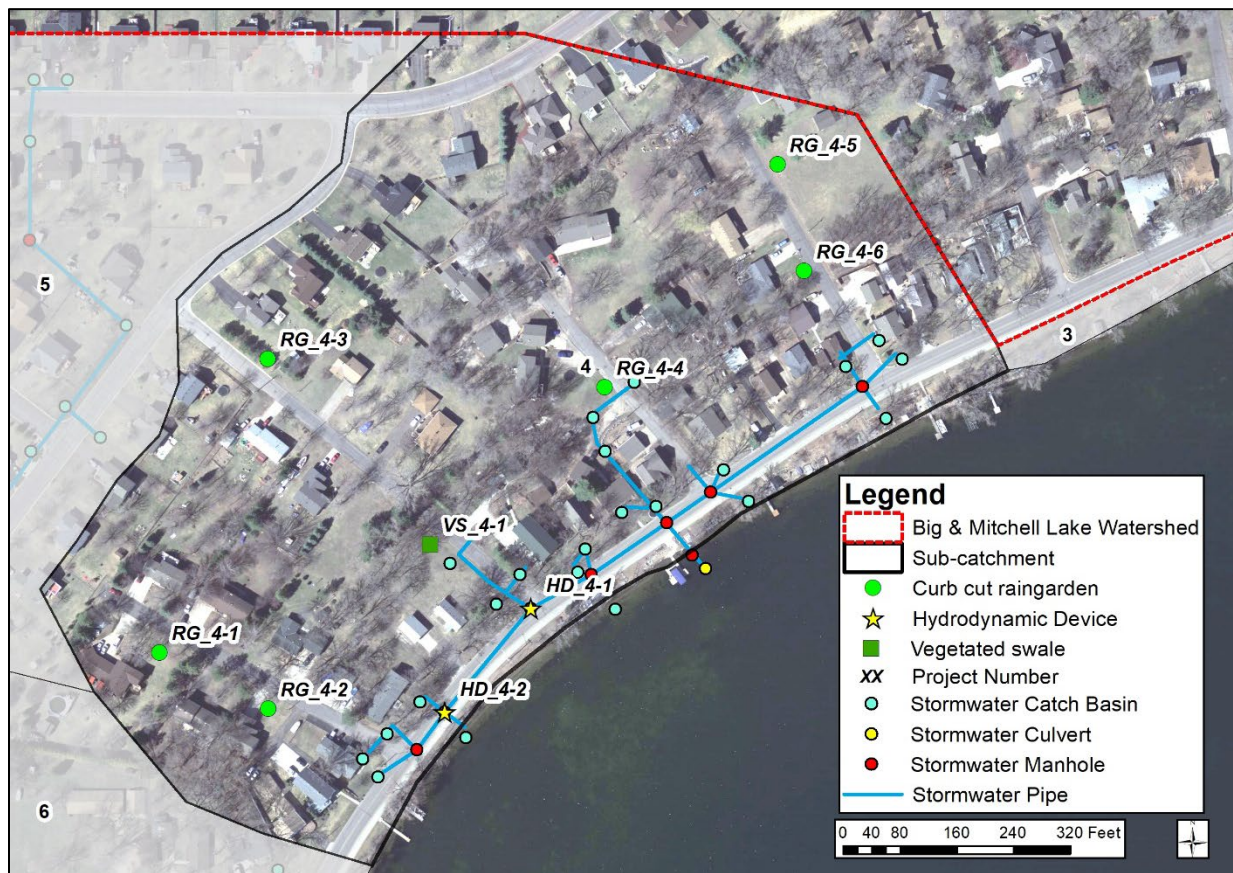 RG_4-5
RG_4-6
5
3
RG_4-3
4
RG_4-4
VS_4-1
HD_4-1
RG_4-1
RG_4-2
HD_4-2
6
Legend
Big & Mitchell Lake Watershed
Sub-catchment
Curb cut raingarden
Hydrodynamic Device
Vegetated swale
XX Project Number
Stormwater Catch Basin
Stormwater Culvert
Stormwater Manhole
Stormwater Pipe
0 40 80 160 240 320 Feet
N